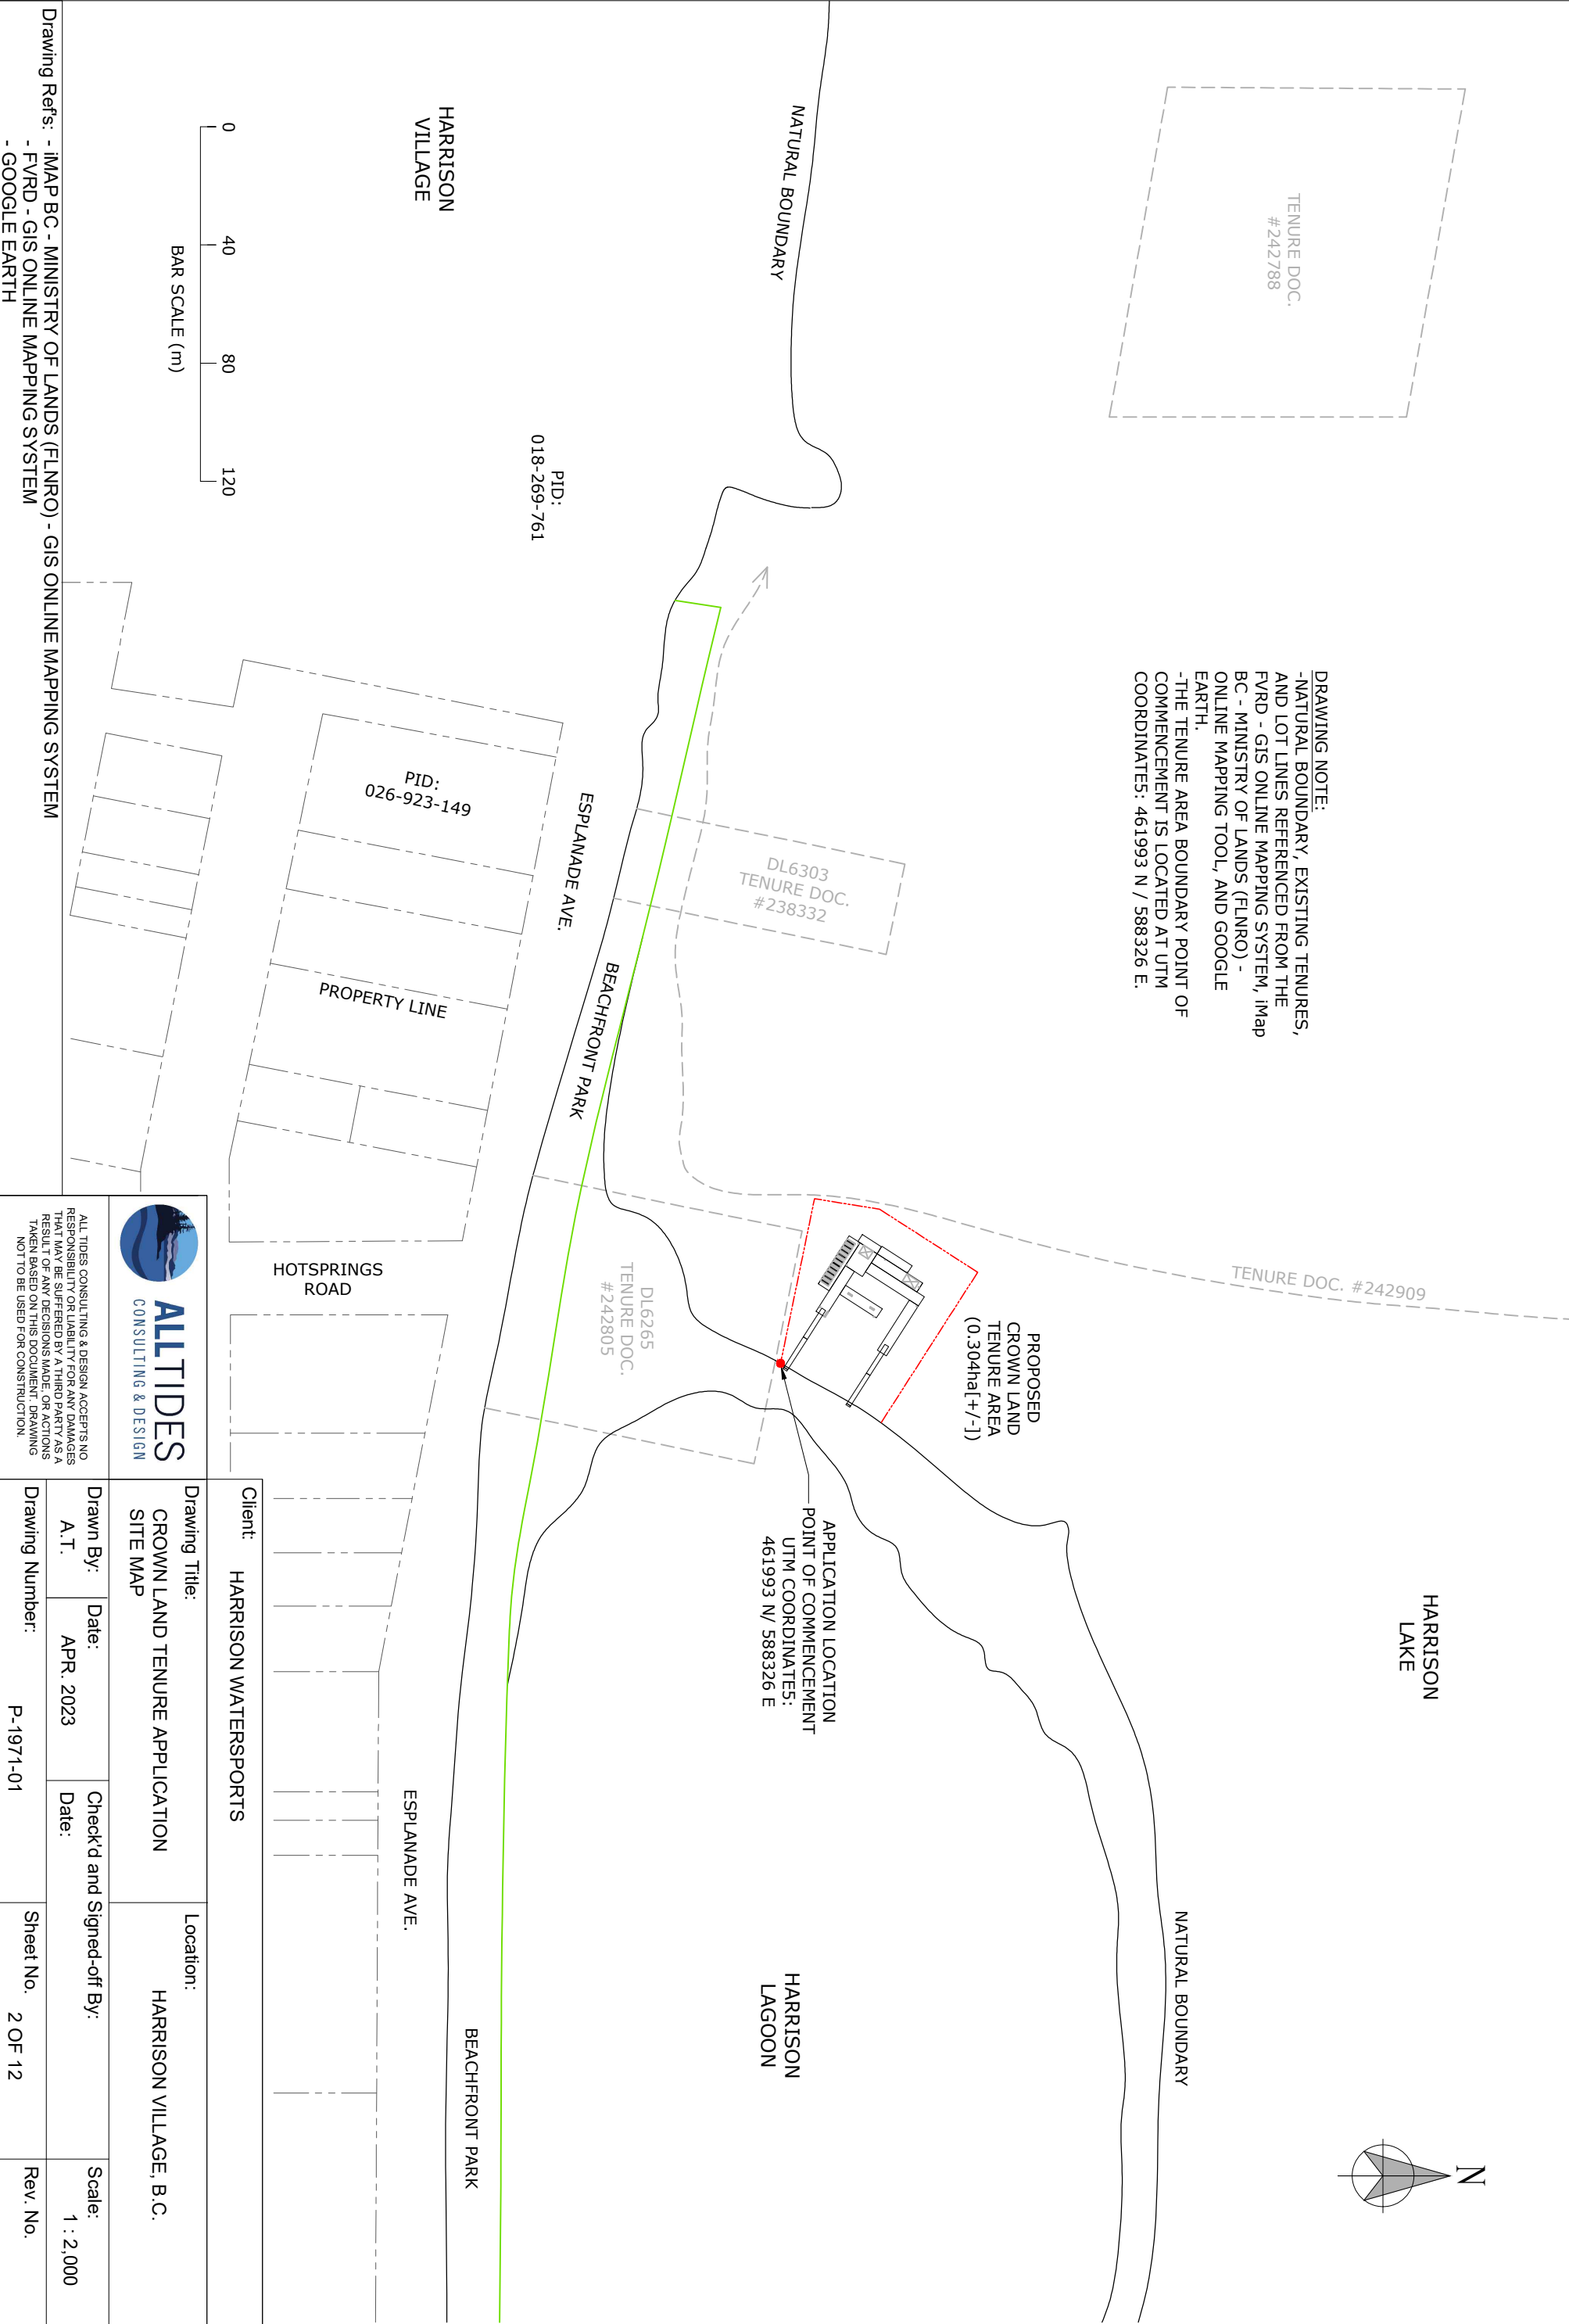 DRAWING NOTE:
-NATURAL BOUNDARY, EXISTING TENURES,
AND LOT LINES REFERENCED FROM THE
FVRD - GIS ONLINE MAPPING SYSTEM, iMap
BC - MINISTRY OF LANDS (FLNRO) -
ONLINE MAPPING TOOL, AND GOOGLE
EARTH.
-THE TENURE AREA BOUNDARY POINT OF
COMMENCEMENT IS LOCATED AT UTM
COORDINATES: 461993 N / 588326 E.
TENURE DOC.
#242788
HARRISON
LAKE
N
TENURE DOC. #242909
NATURAL BOUNDARY
PROPOSED
CROWN LAND
TENURE AREA
(0.304ha[+/-])
NATURAL BOUNDARY
DL6303
TENURE DOC.
#238332
APPLICATION LOCATION
POINT OF COMMENCEMENT
UTM COORDINATES:
461993 N/ 588326 E
HARRISON
LAGOON
DL6265
TENURE DOC.
#242805
PID:
018-269-761
ESPLANADE AVE.
BEACHFRONT PARK
HARRISON
VILLAGE
PID:
026-923-149
PROPERTY LINE
BEACHFRONT PARK
ESPLANADE AVE.
HOTSPRINGS
ROAD
0 40 80 120
BAR SCALE (m)
Drawing Ref's: - iMAP BC - MINISTRY OF LANDS (FLNRO) - GIS ONLINE MAPPING SYSTEM
- FVRD - GIS ONLINE MAPPING SYSTEM
- GOOGLE EARTH
ALLTIDES
CONSULTING & DESIGN
ALL TIDES CONSULTING & DESIGN ACCEPTS NO
RESPONSIBILITY OR LIABILITY FOR ANY DAMAGES
THAT MAY BE SUFFERED BY A THIRD PARTY AS A
RESULT OF ANY DECISIONS MADE, OR ACTIONS
TAKEN BASED ON THIS DOCUMENT. DRAWING
NOT TO BE USED FOR CONSTRUCTION.
Client: HARRISON WATERSPORTS
Drawing Title:
CROWN LAND TENURE APPLICATION
SITE MAP
Location:
HARRISON VILLAGE, B.C.
Drawn By:
A.T.
Date:
APR. 2023
Check'd and Signed-off By:
Date:
Scale:
1 : 2,000
Drawing Number:
P-1971-01
Sheet No. 2 OF 12
Rev. No.